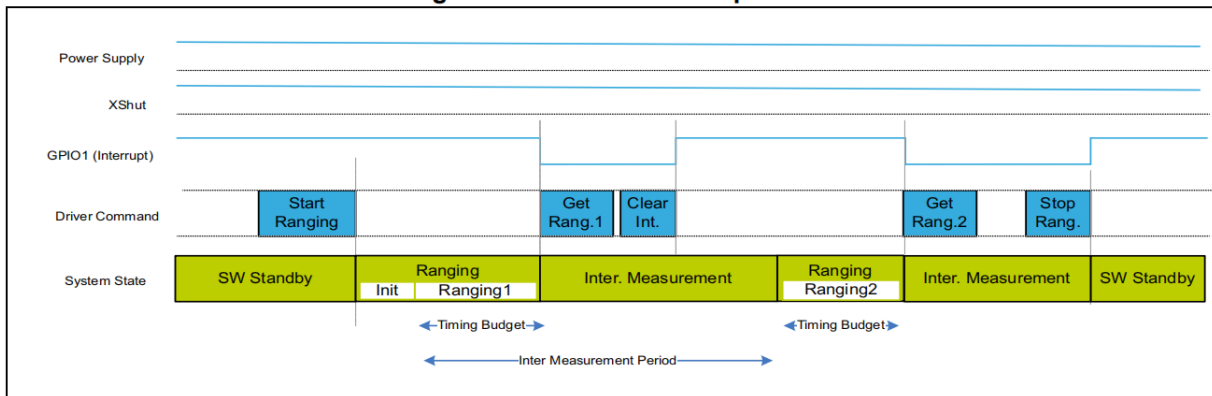 Power Supply
XShut
GPIO1 (Interrupt)
Driver Command
Start
Ranging
Get
Rang.1
Clear
Int.
Get
Rang.2
Stop
Rang.
System State
SW Standby
Ranging
Init
Ranging1
Inter. Measurement
Ranging
Ranging2
Inter. Measurement
SW Standby
Timing Budget
Timing Budget
Inter Measurement Period